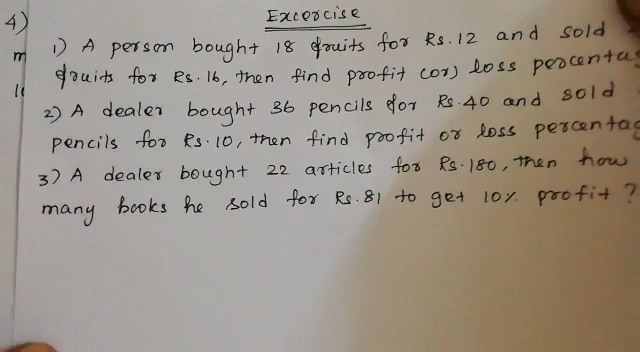 4)
Excercise
m 1) A person bought 18 fruits for Rs.12 and sold
fruits for Rs.16, then find profit (or) loss percentag
2) A dealer bought 36 pencils for Rs.40 and sold
pencils for Rs.10, then find profit or loss percentag
3) A dealer bought 22 articles for Rs.180, then how
many books he sold for Rs.81 to get 10% profit?